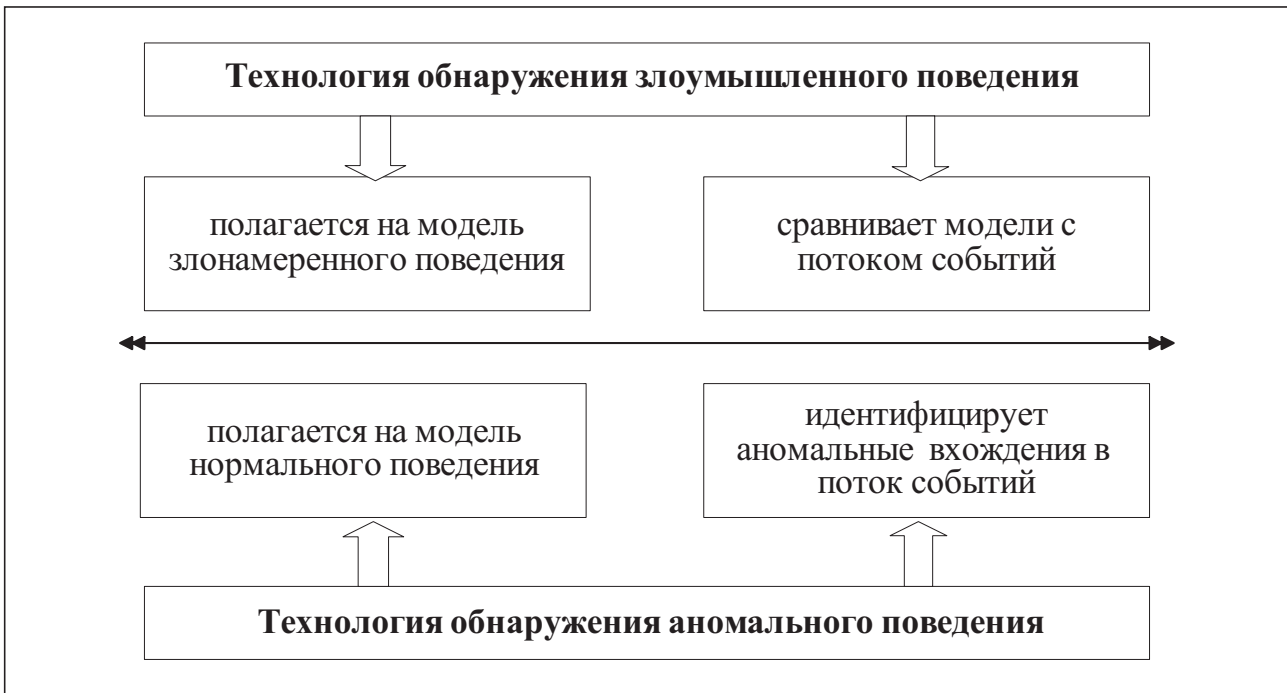 Технология обнаружения злоумышленного поведения
полагается на модель
злонамеренного поведения
сравнивает модели с
потоком событий
полагается на модель
нормального поведения
идентифицирует
аномальные вхождения в
поток событий
Технология обнаружения аномального поведения